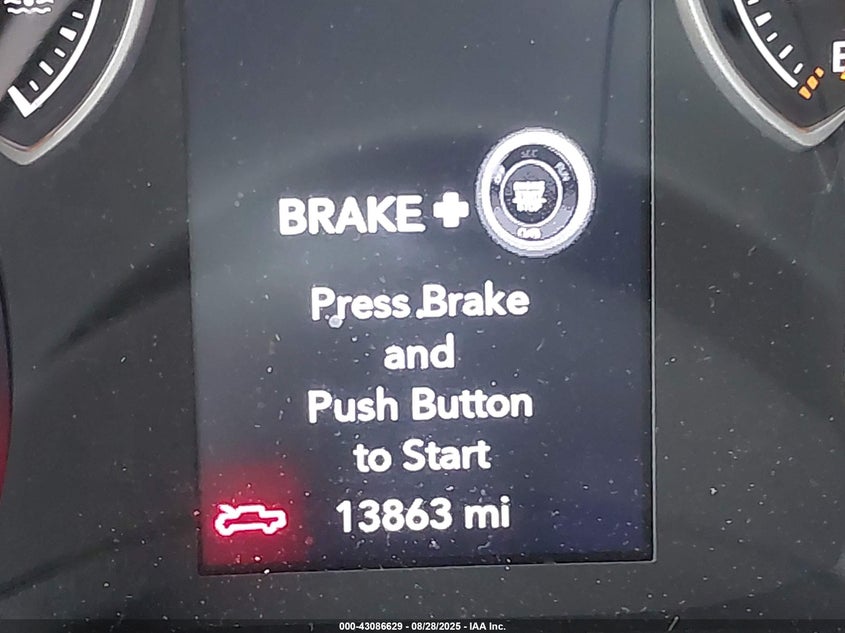 BRAKE +
Press Brake
and
Push Button
to Start
13863 mi
000-43086629 - 08/28/2025 - IAA Inc.